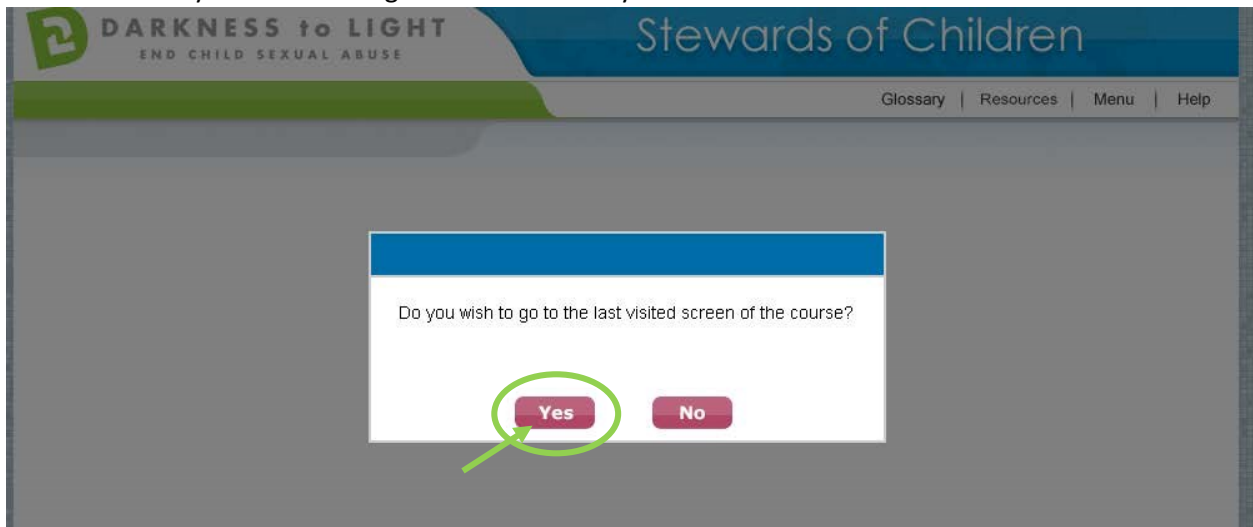 DARKNESS to LIGHT
END CHILD SEXUAL ABUSE
Stewards of Children
Glossary | Resources | Menu | Help
Do you wish to go to the last visited screen of the course?
Yes No